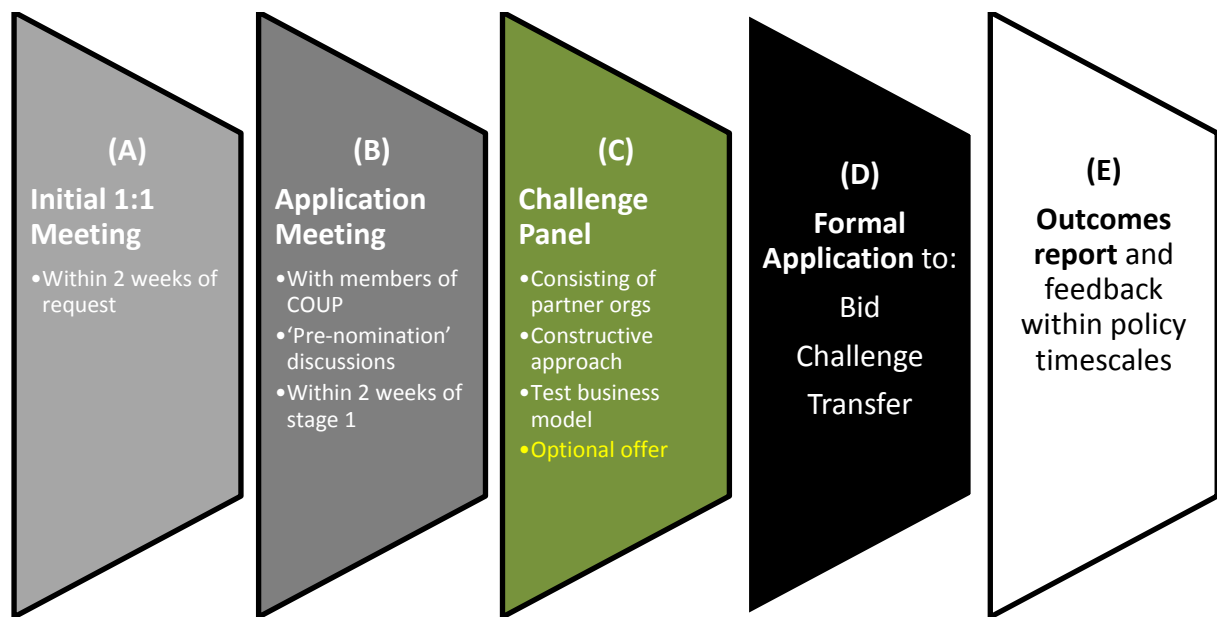 (A)
Initial 1:1
Meeting
•Within 2 weeks of
request
(B)
Application
Meeting
•With members of
COUP
•‘Pre-nomination’
discussions
•Within 2 weeks of
stage 1
(C)
Challenge
Panel
•Consisting of
partner orgs
•Constructive
approach
•Test business
model
•Optional offer
(D)
Formal
Application to:
Bid
Challenge
Transfer
(E)
Outcomes
report and
feedback
within policy
timescales